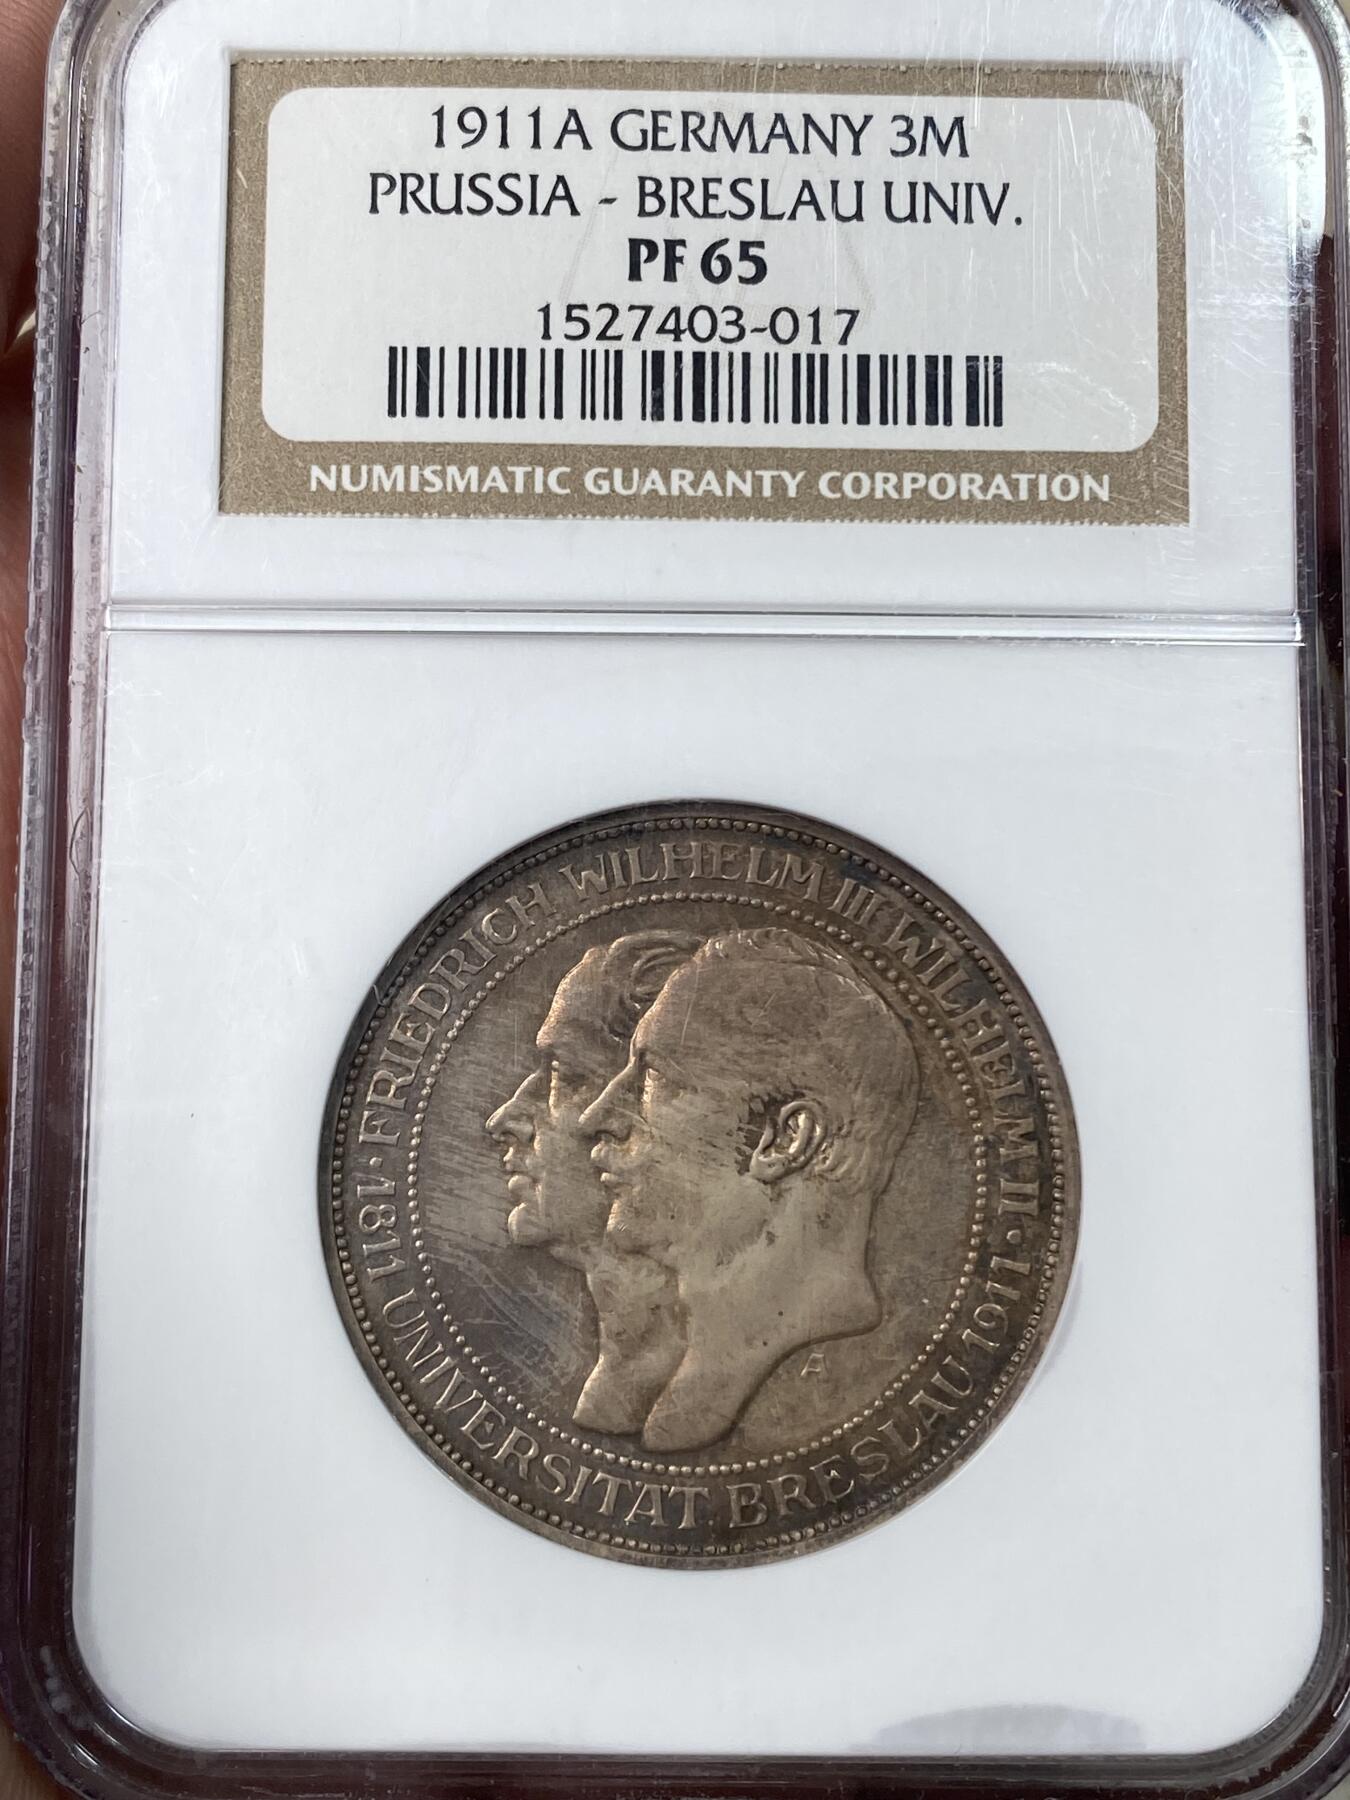 1911A GERMANY 3M
PRUSSIA - BRESLAU UNIV.
PF 65
1527403-017
NUMISMATIC GUARANTY CORPORATION
FRIEDRICH WILHELM III WILHELM II · 1911
1811 UNIVERSITÄT BRESLAU
A